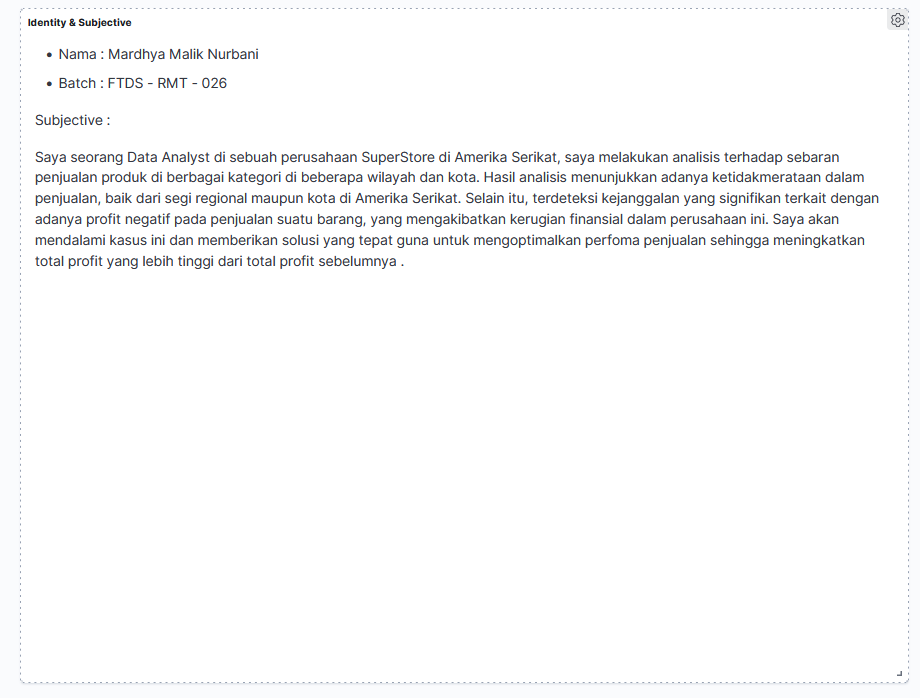 Identity & Subjective
• Nama : Mardhya Malik Nurbani
• Batch : FTDS - RMT - 026
Subjective :
Saya seorang Data Analyst di sebuah perusahaan SuperStore di Amerika Serikat, saya melakukan analisis terhadap sebaran
penjualan produk di berbagai kategori di beberapa wilayah dan kota. Hasil analisis menunjukkan adanya ketidakmerataan dalam
penjualan, baik dari segi regional maupun kota di Amerika Serikat. Selain itu, terdeteksi kejanggalan yang signifikan terkait dengan
adanya profit negatif pada penjualan suatu barang, yang mengakibatkan kerugian finansial dalam perusahaan ini. Saya akan
mendalami kasus ini dan memberikan solusi yang tepat guna untuk mengoptimalkan perfoma penjualan sehingga meningkatkan
total profit yang lebih tinggi dari total profit sebelumnya .